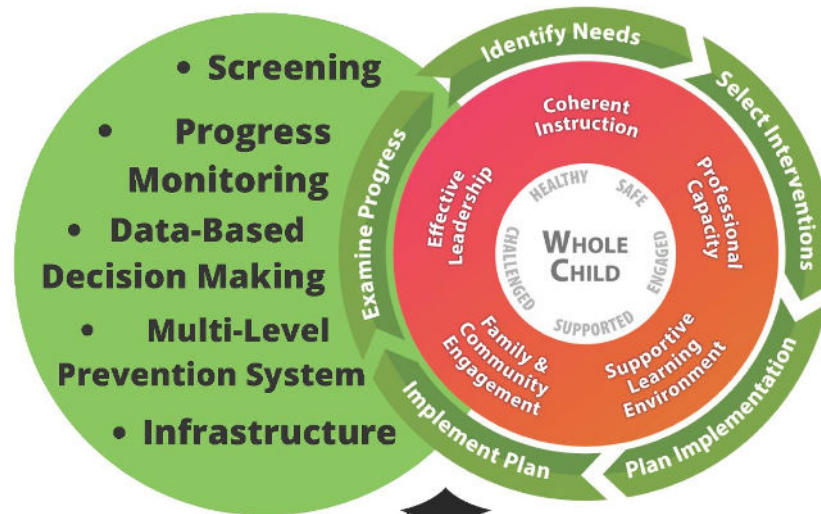 • Screening
• Progress
Monitoring
• Data-Based
Decision Making
• Multi-Level
Prevention System
• Infrastructure
Identify Needs
Select Interventions
Plan Implementation
Implement Plan
Examine Progress
Coherent
Instruction
Professional
Capacity
Supportive
Learning
Environment
Family &
Community
Engagement
Effective
Leadership
HEALTHY
SAFE
ENGAGED
SUPPORTED
CHALLENGED
WHOLE
CHILD